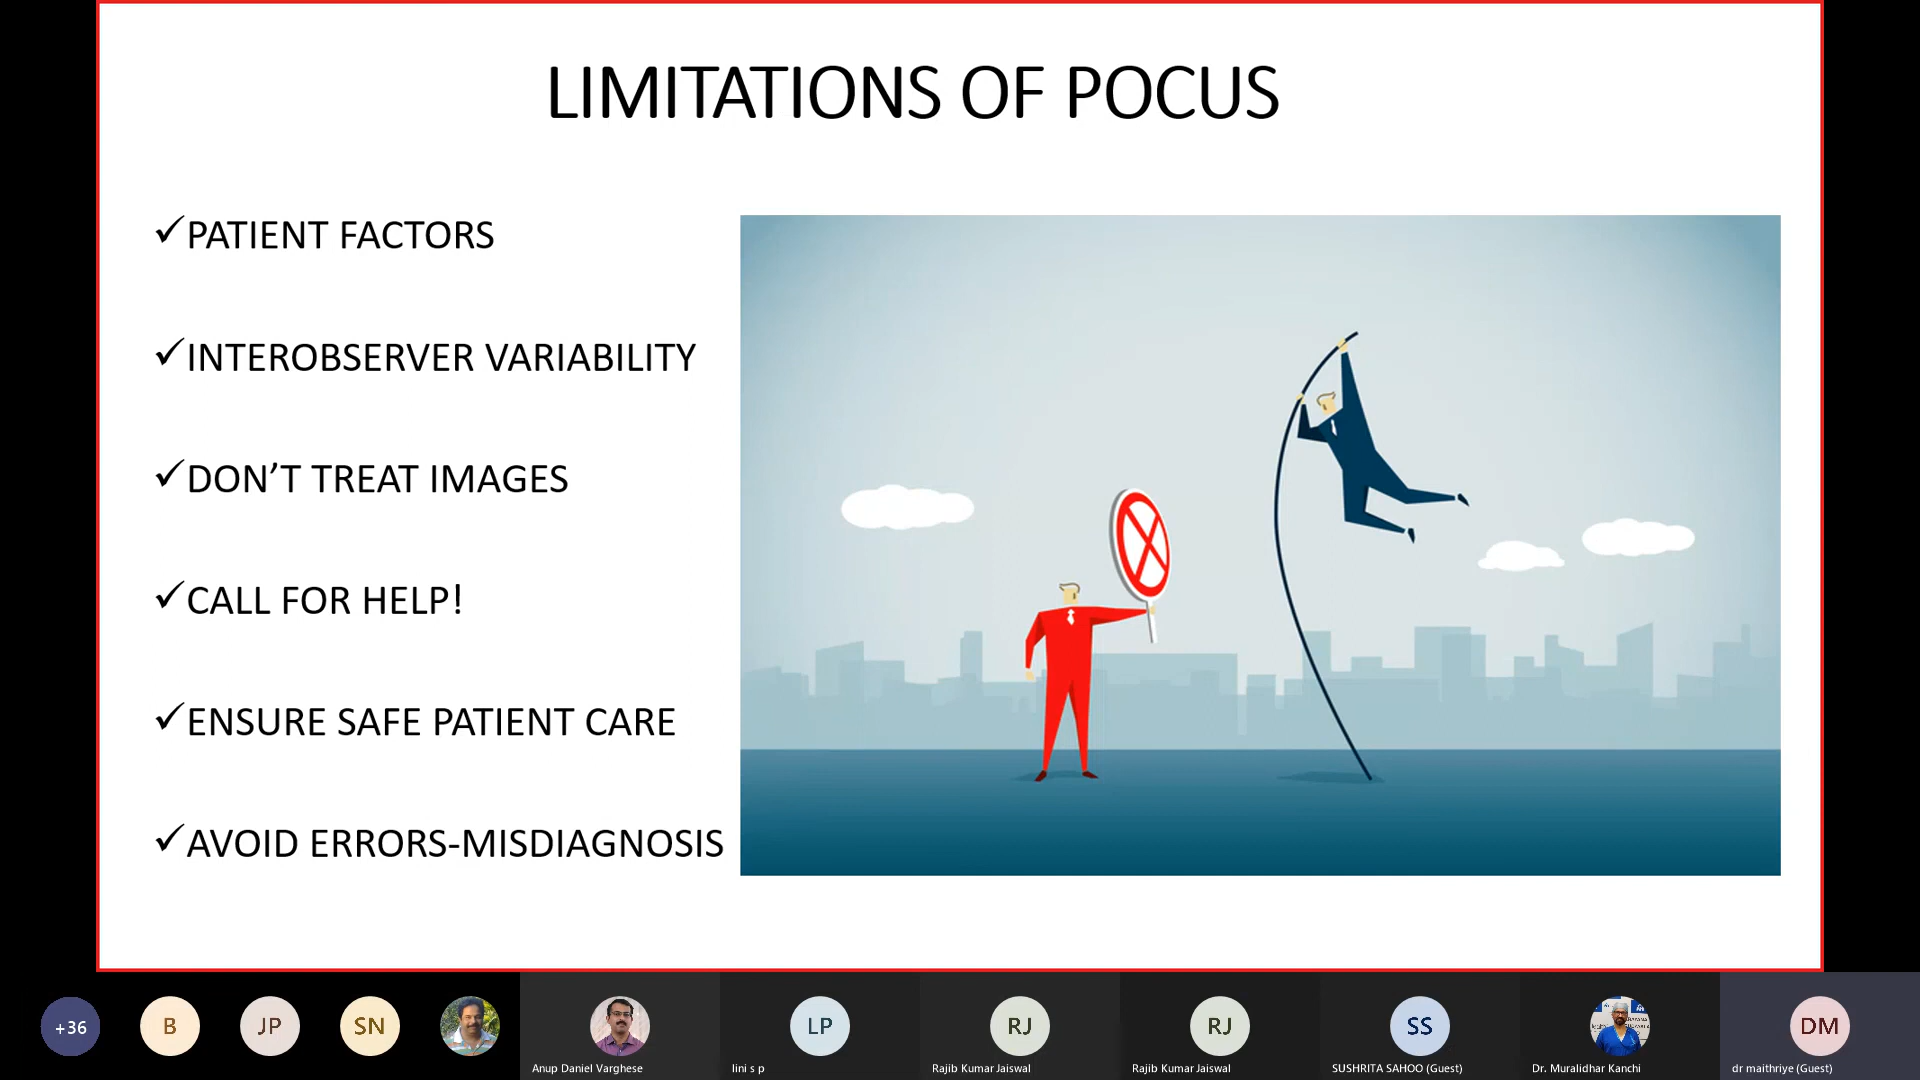 LIMITATIONS OF POCUS
✓PATIENT FACTORS
✓INTEROBSERVER VARIABILITY
✓DON’T TREAT IMAGES
✓CALL FOR HELP!
✓ENSURE SAFE PATIENT CARE
✓AVOID ERRORS-MISDIAGNOSIS
+36
B
JP
SN
LP
RJ
RJ
SS
DM
Anup Daniel Varghese
lini s p
Rajib Kumar Jaiswal
Rajib Kumar Jaiswal
SUSHRITA SAHOO (Guest)
Dr. Muralidhar Kanchi
dr maithriye (Guest)